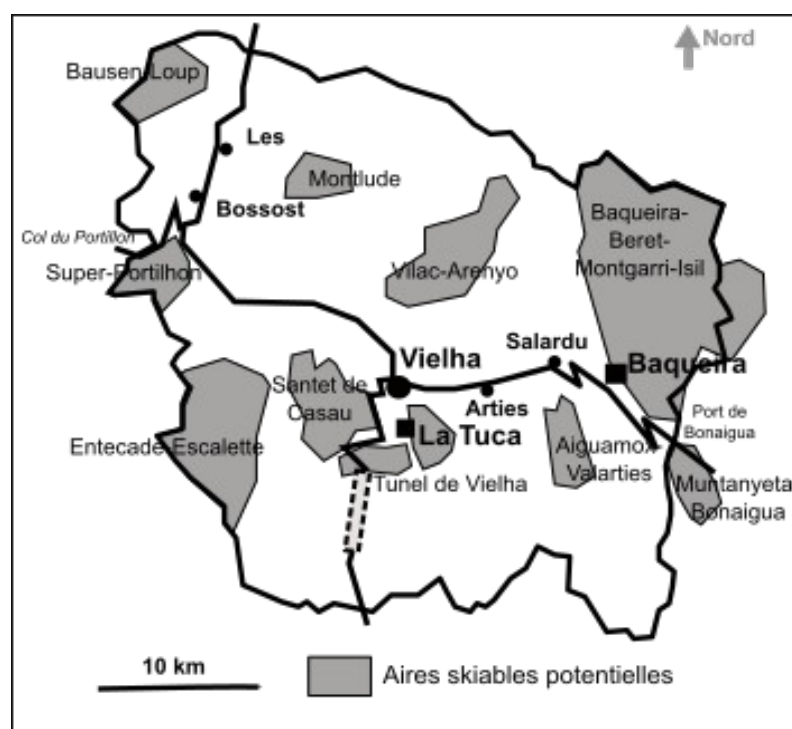 Nord
Bausen-Loup
Les
Montlude
Bossost
Baqueira-
Beret-
Montgarri-Isil
Col du Portillon
Super-Portilhon
Vilac-Arenyo
Salardu
Vielha
Baqueira
Santet de
Casau
Arties
Port de
Bonaigua
La Tuca
Entecade-Escalette
Aiguamox-
Valarties
Tunel de Vielha
Muntanyeta-
Bonaigua
10 km
Aires skiables potentielles